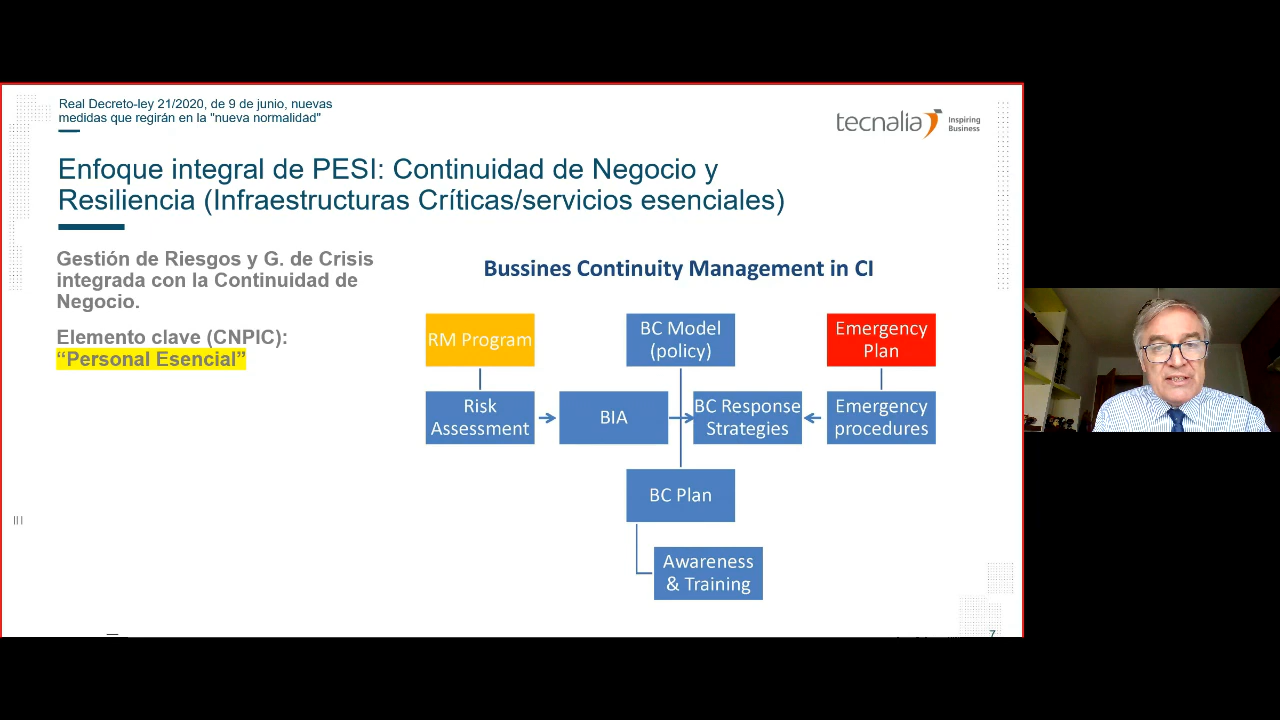 Real Decreto-ley 21/2020, de 9 de junio, nuevas
medidas que regirán en la "nueva normalidad"
tecnalia
Inspiring
Business
Enfoque integral de PESI: Continuidad de Negocio y
Resiliencia (Infraestructuras Críticas/servicios esenciales)
Gestión de Riesgos y G. de Crisis
integrada con la Continuidad de
Negocio.
Elemento clave (CNPIC):
“Personal Esencial”
Bussines Continuity Management in CI
RM Program
BC Model
(policy)
Emergency
Plan
Risk
Assessment
BIA
BC Response
Strategies
Emergency
procedures
BC Plan
Awareness
& Training
7